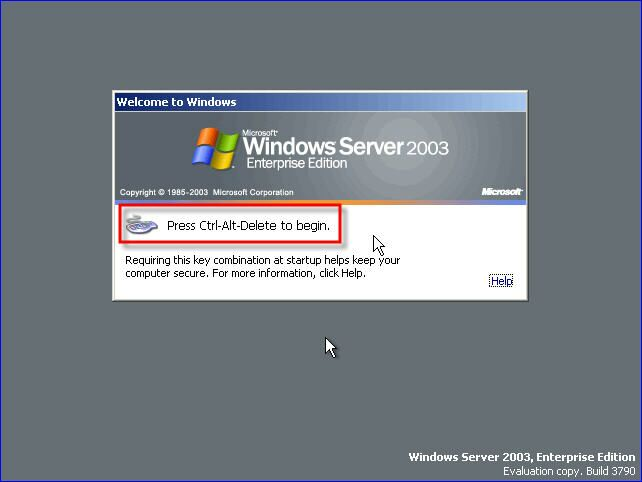 Welcome to Windows
Microsoft®
Windows Server 2003
Enterprise Edition
Copyright © 1985-2003 Microsoft Corporation
Microsoft
Press Ctrl-Alt-Delete to begin.
Requiring this key combination at startup helps keep your
computer secure. For more information, click Help.
Help
Windows Server 2003, Enterprise Edition
Evaluation copy. Build 3790